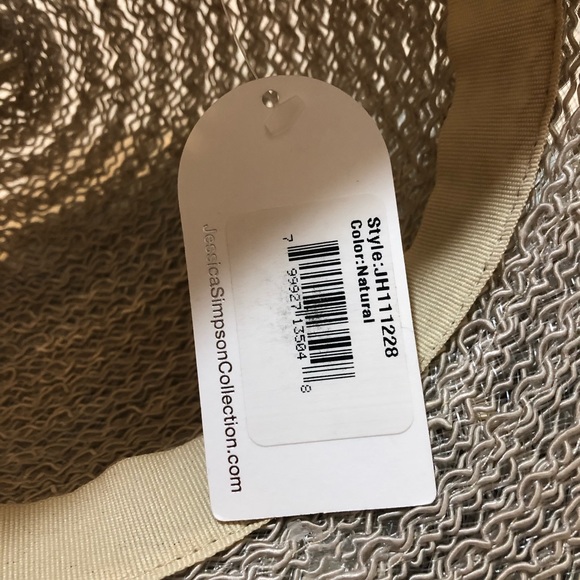 Style:JH111228
Color:Natural
7 99927 13504 8
JessicaSimpsonCollection.com